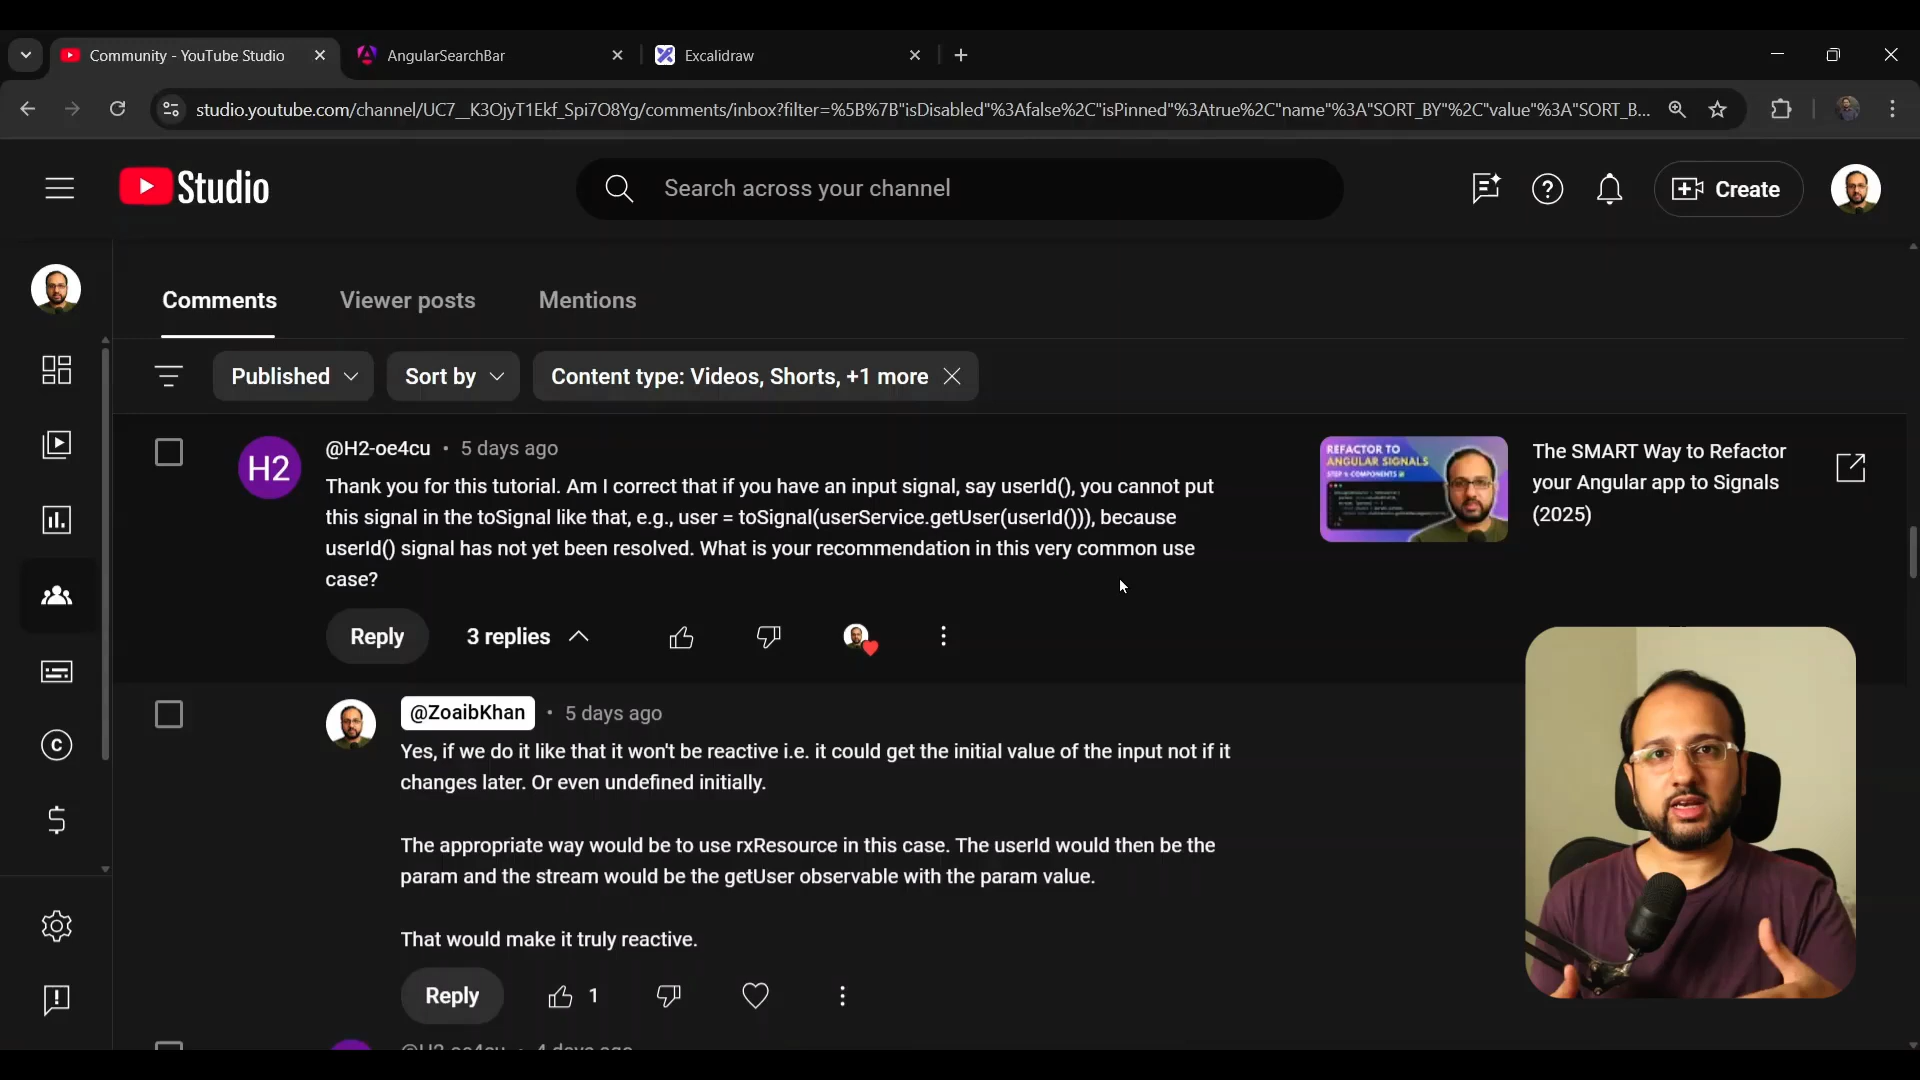 Community - YouTube Studio
AngularSearchBar
Excalidraw
studio.youtube.com/channel/UC7__K3OjyT1Ekf_Spi7O8Yg/comments/inbox?filter=%5B%7B"isDisabled"%3Afalse%2C"isPinned"%3Atrue%2C"name"%3A"SORT_BY"%2C"value"%3A"SORT_B...
Studio
Search across your channel
Create
Comments
Viewer posts
Mentions
Published
Sort by
Content type: Videos, Shorts, +1 more
H2
@H2-oe4cu • 5 days ago
Thank you for this tutorial. Am I correct that if you have an input signal, say userId(), you cannot put
this signal in the toSignal like that, e.g., user = toSignal(userService.getUser(userId())), because
userId() signal has not yet been resolved. What is your recommendation in this very common use
case?
REFACTOR TO
ANGULAR SIGNALS
STEP 1: COMPONENTS
The SMART Way to Refactor
your Angular app to Signals
(2025)
Reply
3 replies
@ZoaibKhan • 5 days ago
Yes, if we do it like that it won't be reactive i.e. it could get the initial value of the input not if it
changes later. Or even undefined initially.
The appropriate way would be to use rxResource in this case. The userId would then be the
param and the stream would be the getUser observable with the param value.
That would make it truly reactive.
Reply
1
@H2-oe4cu • 4 days ago